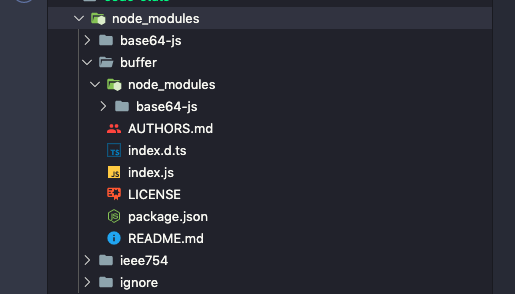 node_modules
base64-js
buffer
node_modules
base64-js
AUTHORS.md
TS index.d.ts
JS index.js
LICENSE
package.json
README.md
ieee754
ignore